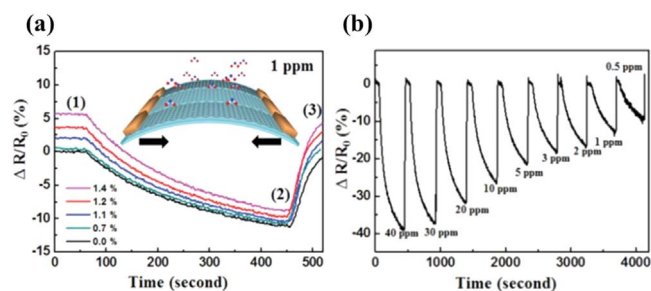 (a)
(b)
15
10
5
0
-5
-10
-15
Δ R/R0 (%)
1 ppm
(1)
(2)
(3)
1.4 %
1.2 %
1.1 %
0.7 %
0.0 %
0 100 200 300 400 500
Time (second)
10
0
-10
-20
-30
-40
Δ R/R0 (%)
0.5 ppm
1 ppm
2 ppm
3 ppm
5 ppm
10 ppm
20 ppm
30 ppm
40 ppm
0 1000 2000 3000 4000
Time (second)